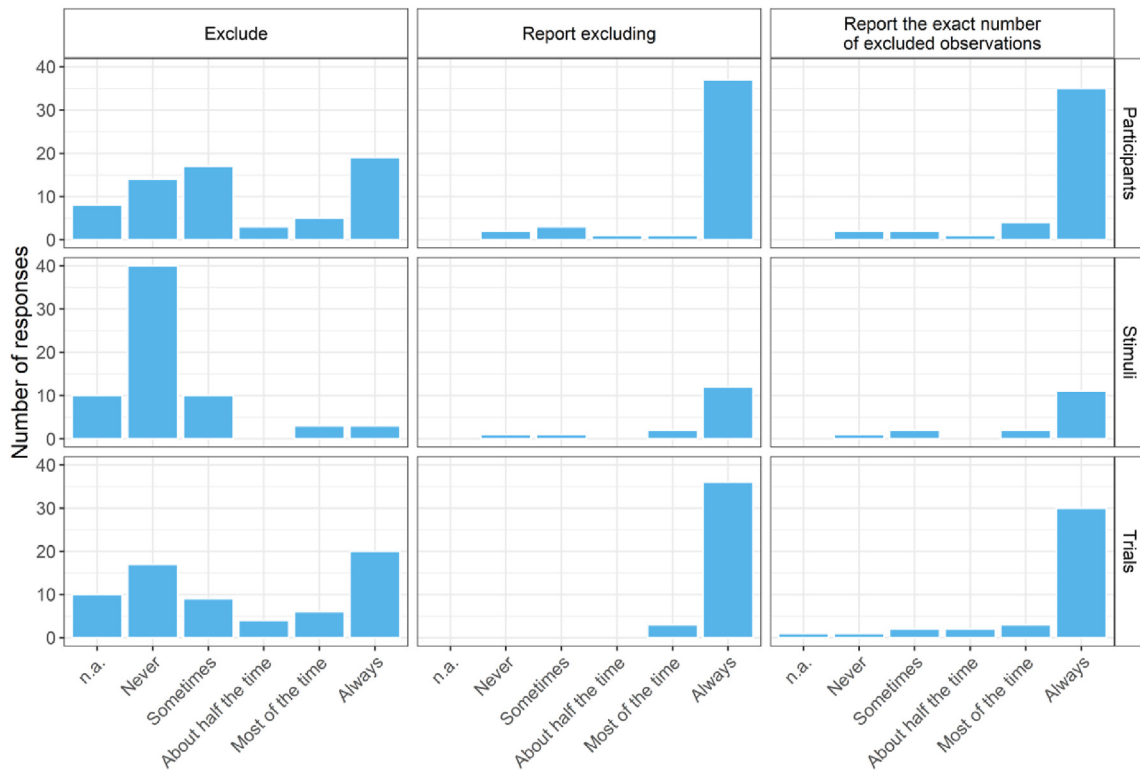 Exclude
Report excluding
Report the exact number
of excluded observations
Number of responses
40
30
20
10
0
Participants
40
30
20
10
0
Stimuli
40
30
20
10
0
Trials
n.a.
Never
Sometimes
About half the time
Most of the time
Always
n.a.
Never
Sometimes
About half the time
Most of the time
Always
n.a.
Never
Sometimes
About half the time
Most of the time
Always